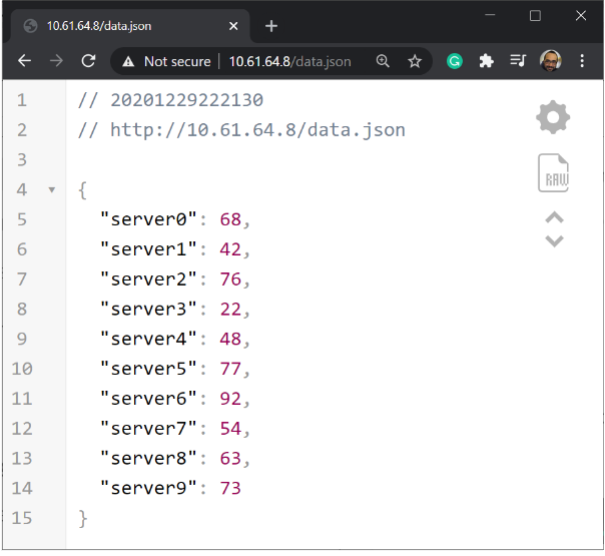 10.61.64.8/data.json
Not secure | 10.61.64.8/data.json
1 // 20201229222130
2 // http://10.61.64.8/data.json
3
4 {
5 "server0": 68,
6 "server1": 42,
7 "server2": 76,
8 "server3": 22,
9 "server4": 48,
10 "server5": 77,
11 "server6": 92,
12 "server7": 54,
13 "server8": 63,
14 "server9": 73
15 }
RAW